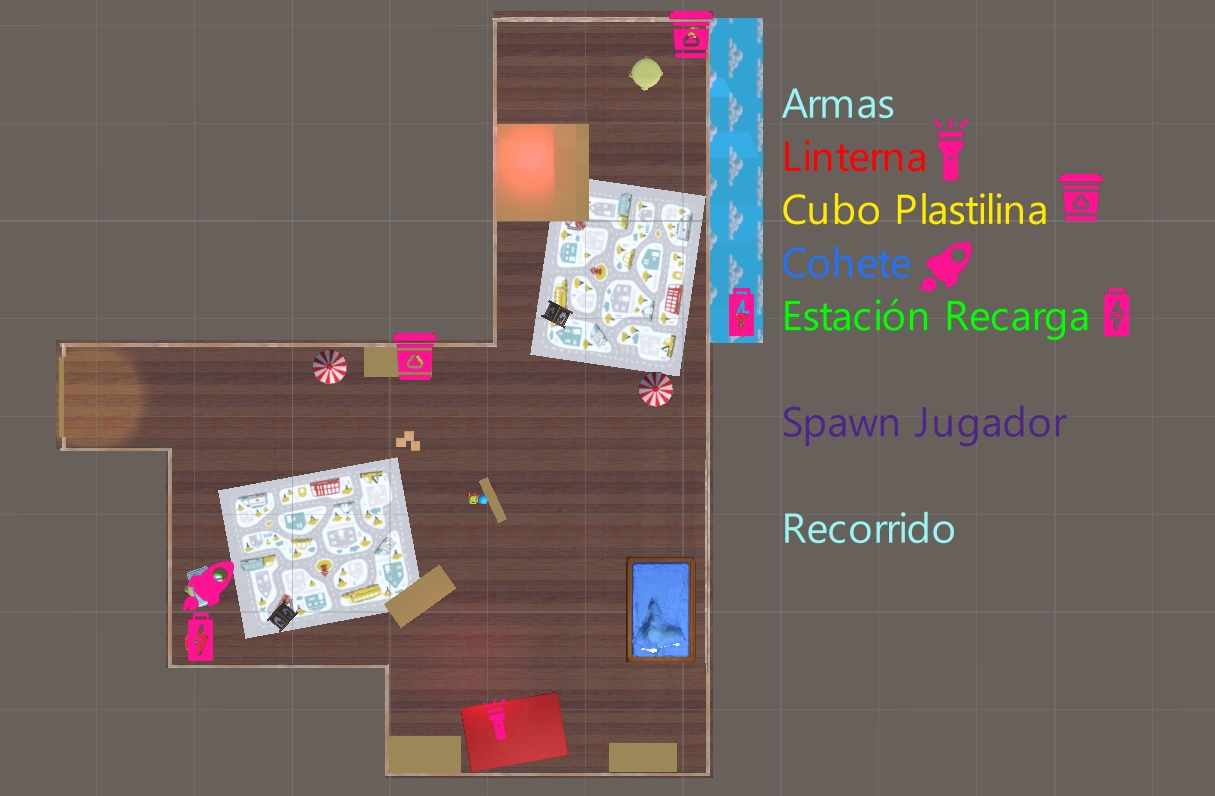 Armas
Linterna
Cubo Plastilina
Cohete
Estación Recarga
Spawn Jugador
Recorrido